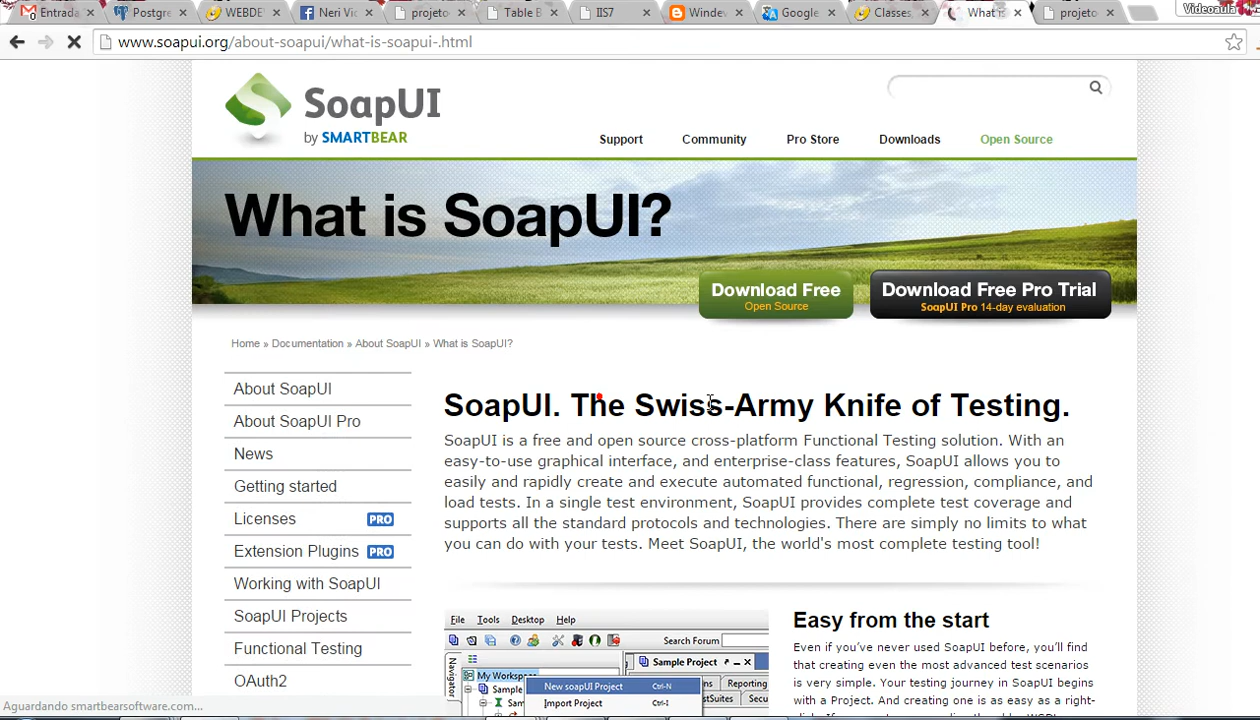 Entrada
Postgre
WEBDE
Neri Vi
projeto
Table B
IIS7
Windev
Google
Classes,
What is
projeto
Videoaula
www.soapui.org/about-soapui/what-is-soapui-.html
SoapUI
by SMARTBEAR
Support Community Pro Store Downloads Open Source
What is SoapUI?
Download Free
Open Source
Download Free Pro Trial
SoapUI Pro 14-day evaluation
Home » Documentation » About SoapUI » What is SoapUI?
About SoapUI
About SoapUI Pro
News
Getting started
Licenses PRO
Extension Plugins PRO
Working with SoapUI
SoapUI Projects
Functional Testing
OAuth2
SoapUI. The Swiss-Army Knife of Testing.
SoapUI is a free and open source cross-platform Functional Testing solution. With an
easy-to-use graphical interface, and enterprise-class features, SoapUI allows you to
easily and rapidly create and execute automated functional, regression, compliance, and
load tests. In a single test environment, SoapUI provides complete test coverage and
supports all the standard protocols and technologies. There are simply no limits to what
you can do with your tests. Meet SoapUI, the world's most complete testing tool!
File Tools Desktop Help
Search Forum
Navigator
My Workspace
Sample
Sam
New soapUI Project Ctrl-N
Import Project Ctrl-I
Sample Project
Reporting
Easy from the start
Even if you've never used SoapUI before, you'll find
that creating even the most advanced test scenarios
is very simple. Your testing journey in SoapUI begins
with a Project. And creating one is as easy as a right-
Aguardando smartbearsoftware.com...